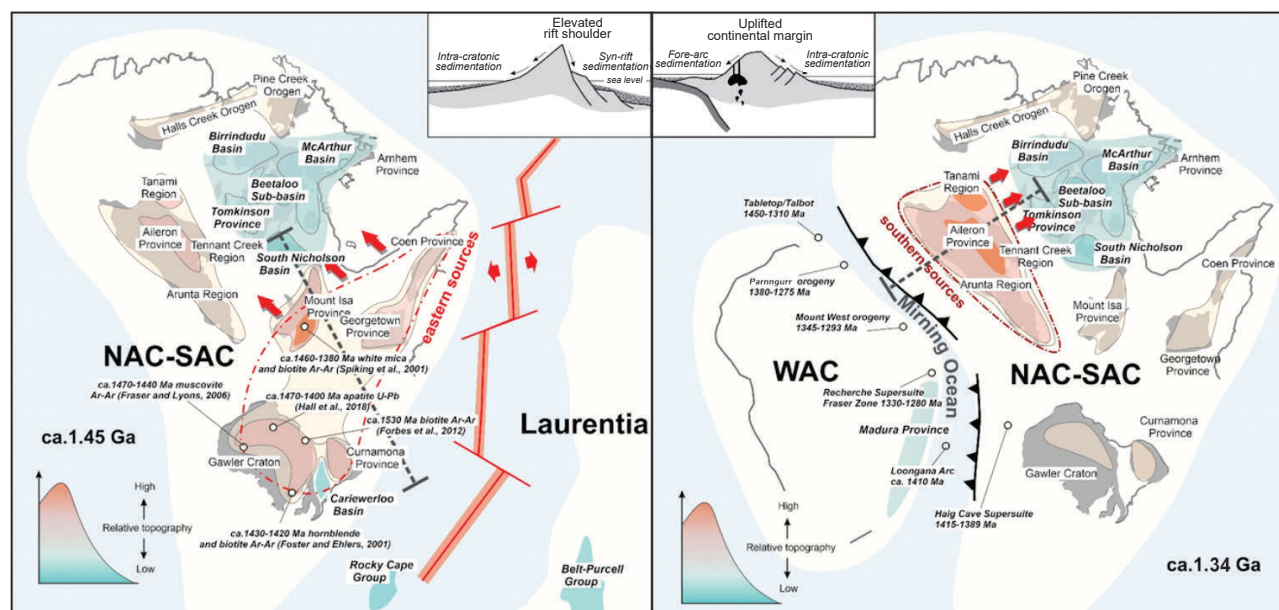 Elevated
rift shoulder
Intra-cratonic
sedimentation
Syn-rift
sedimentation
sea level
Pine Creek
Orogen
Halls Creek Orogen
Birrindudu
Basin
McArthur
Basin
Arnhem
Province
Tanami
Region
Beetaloo
Sub-basin
Tomkinson
Province
Aileron
Province
Tennant Creek
Region
South Nicholson
Basin
Coen Province
Arunta Region
Mount Isa
Province
Georgetown
Province
eastern sources
NAC-SAC
ca.1460-1380 Ma white mica
and biotite Ar-Ar (Spiking et al., 2001)
ca.1470-1440 Ma muscovite
Ar-Ar (Fraser and Lyons, 2006)
ca.1470-1400 Ma apatite U-Pb
(Hall et al., 2018)
ca.1530 Ma biotite Ar-Ar
(Forbes et al., 2012)
Laurentia
ca.1.45 Ga
Gawler Craton
Curnamona
Province
Cariewerloo
Basin
High
Relative topography
Low
ca.1430-1420 Ma hornblende
and biotite Ar-Ar (Foster and Ehlers, 2001)
Rocky Cape
Group
Belt-Purcell
Group
Uplifted
continental margin
Fore-arc
sedimentation
Intra-cratonic
sedimentation
Pine Creek
Orogen
Halls Creek Orogen
Birrindudu
Basin
McArthur
Basin
Arnhem
Province
Tanami
Region
Beetaloo
Sub-basin
Tomkinson
Province
Tabletop/Talbot
1450-1310 Ma
Aileron
Province
Tennant Creek
Region
South Nicholson
Basin
Coen Province
southern sources
Arunta Region
Parnngurr orogeny
1380-1275 Ma
Mount Isa
Province
Mount West orogeny
1345-1293 Ma
Georgetown
Province
Mirning Ocean
WAC
NAC-SAC
Recherche Supersuite
Fraser Zone 1330-1280 Ma
Madura Province
Curnamona
Province
Gawler Craton
Loongana Arc
ca. 1410 Ma
Haig Cave Supersuite
1415-1389 Ma
High
Relative topography
Low
ca.1.34 Ga